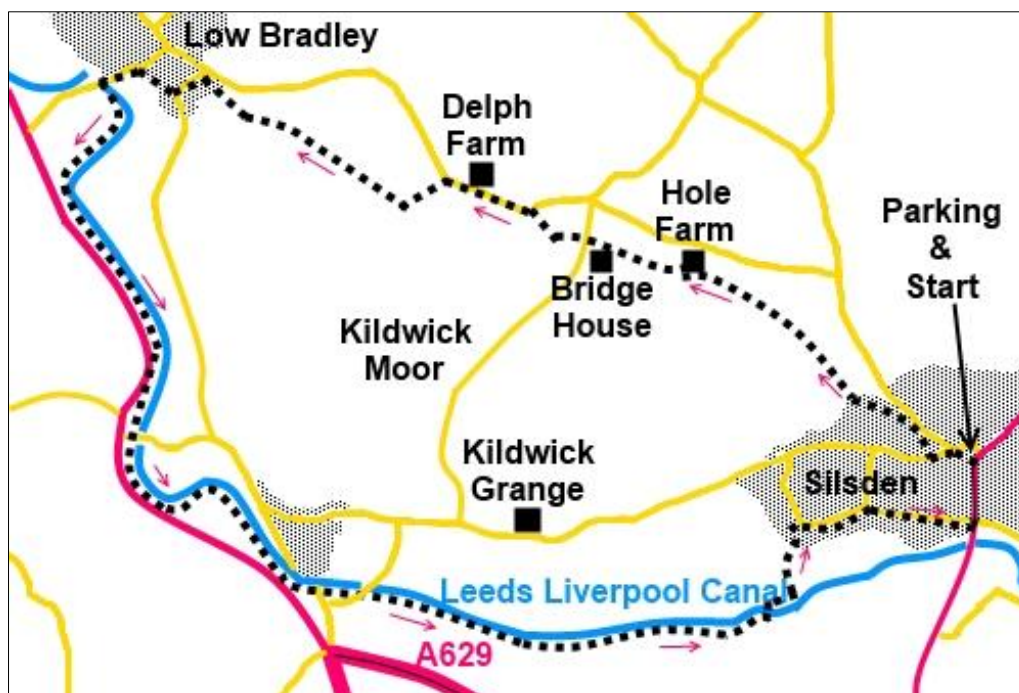 Low Bradley
Delph
Farm
Hole
Farm
Parking
&
Start
Bridge
House
Kildwick
Moor
Kildwick
Grange
Silsden
Leeds Liverpool Canal
A629